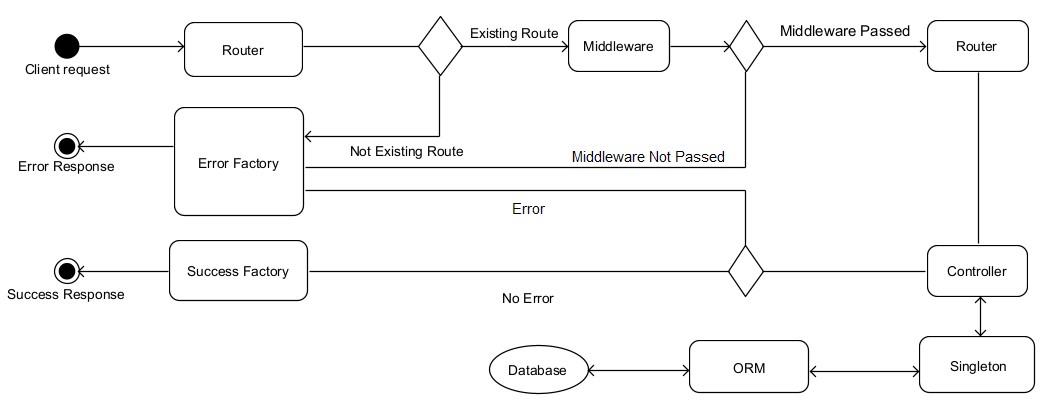 Client request
Router
Existing Route
Middleware
Middleware Passed
Router
Error Response
Error Factory
Not Existing Route
Middleware Not Passed
Error
Success Response
Success Factory
No Error
Controller
Database
ORM
Singleton